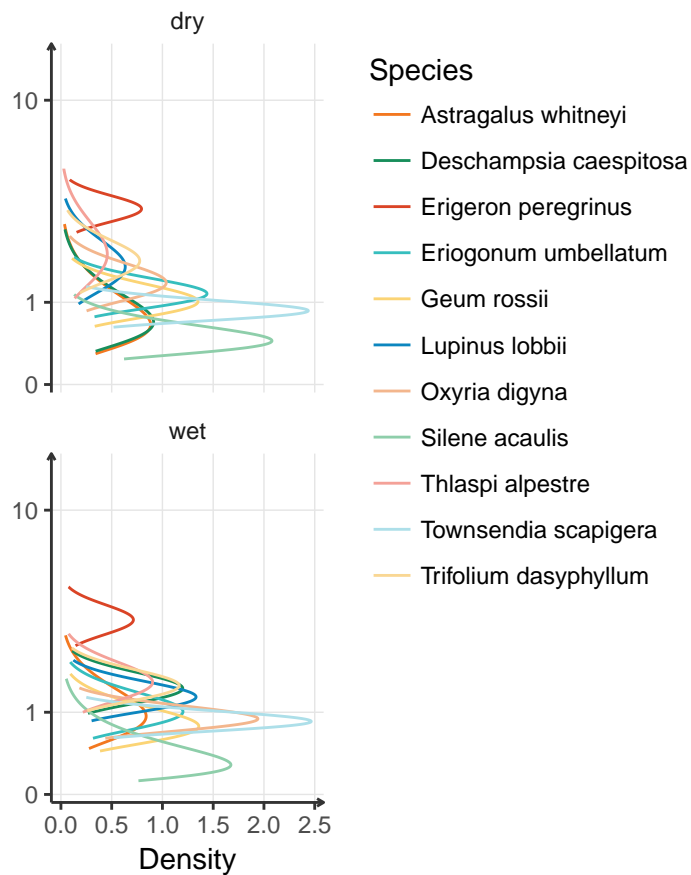 dry
10
1
0
wet
10
1
0
0.0 0.5 1.0 1.5 2.0 2.5
Density
Species
Astragalus whitneyi
Deschampsia caespitosa
Erigeron peregrinus
Eriogonum umbellatum
Geum rossii
Lupinus lobbii
Oxyria digyna
Silene acaulis
Thlaspi alpestre
Townsendia scapigera
Trifolium dasyphyllum